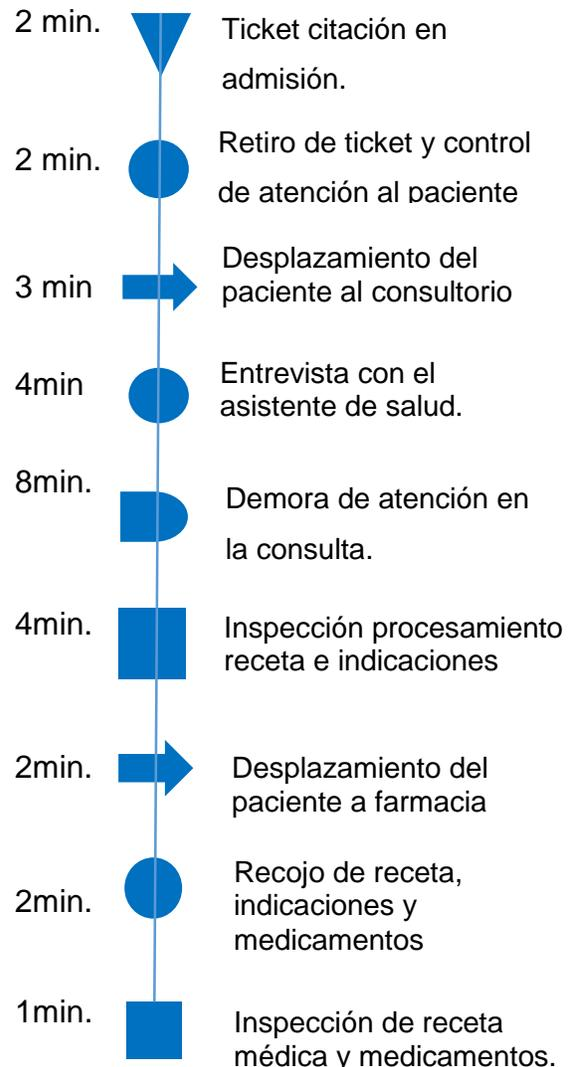 2 min.
Ticket citación en
admisión.
2 min.
Retiro de ticket y control
de atención al paciente
3 min
Desplazamiento del
paciente al consultorio
4min
Entrevista con el
asistente de salud.
8min.
Demora de atención en
la consulta.
4min.
Inspección procesamiento
receta e indicaciones
2min.
Desplazamiento del
paciente a farmacia
2min.
Recojo de receta,
indicaciones y
medicamentos
1min.
Inspección de receta
médica y medicamentos.